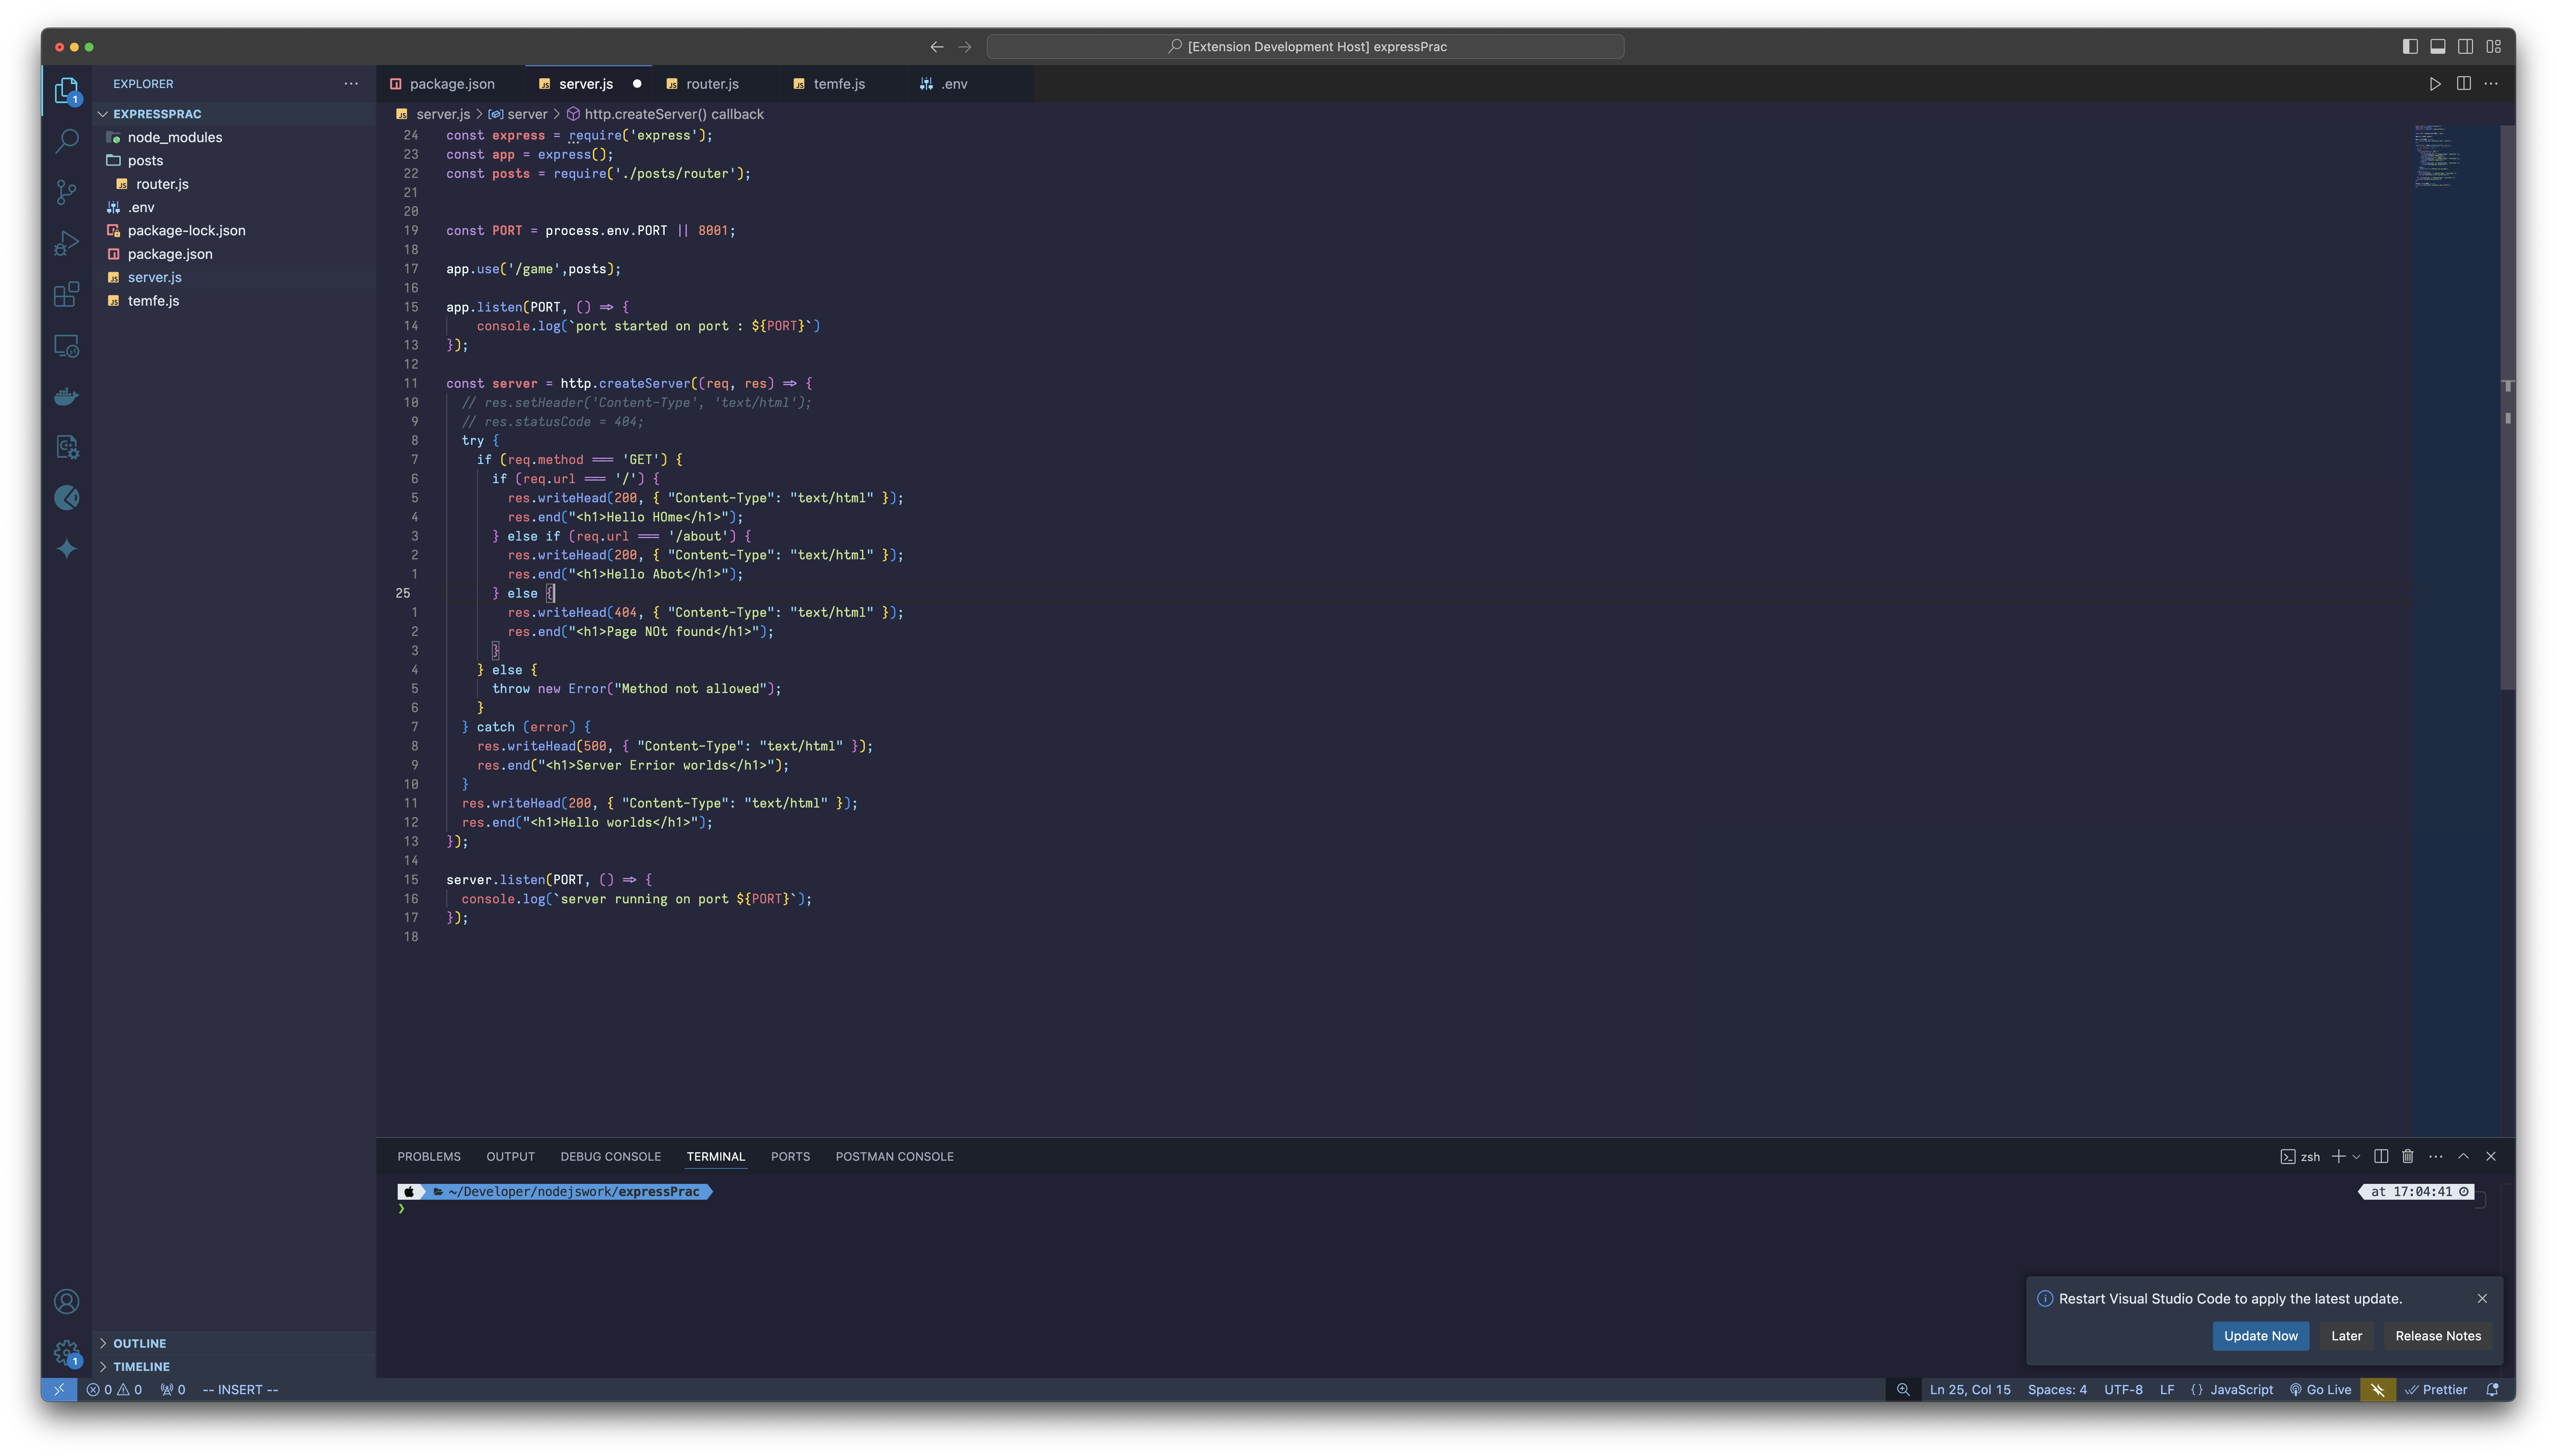 [Extension Development Host] expressPrac
EXPLORER
EXPRESSPRAC
node_modules
posts
router.js
.env
package-lock.json
package.json
server.js
temfe.js
OUTLINE
TIMELINE
package.json
server.js
router.js
temfe.js
.env
server.js > server > http.createServer() callback
24 const express = require('express');
23 const app = express();
22 const posts = require('./posts/router');
21
20
19 const PORT = process.env.PORT || 8001;
18
17 app.use('/game',posts);
16
15 app.listen(PORT, () => {
14 console.log(`port started on port : ${PORT}`)
13 });
12
11 const server = http.createServer((req, res) => {
10 // res.setHeader('Content-Type', 'text/html');
9 // res.statusCode = 404;
8 try {
7 if (req.method === 'GET') {
6 if (req.url === '/') {
5 res.writeHead(200, { "Content-Type": "text/html" });
4 res.end("<h1>Hello HOme</h1>");
3 } else if (req.url === '/about') {
2 res.writeHead(200, { "Content-Type": "text/html" });
1 res.end("<h1>Hello Abot</h1>");
25 } else {
1 res.writeHead(404, { "Content-Type": "text/html" });
2 res.end("<h1>Page NOt found</h1>");
3 }
4 } else {
5 throw new Error("Method not allowed");
6 }
7 } catch (error) {
8 res.writeHead(500, { "Content-Type": "text/html" });
9 res.end("<h1>Server Errior worlds</h1>");
10 }
11 res.writeHead(200, { "Content-Type": "text/html" });
12 res.end("<h1>Hello worlds</h1>");
13 });
14
15 server.listen(PORT, () => {
16 console.log(`server running on port ${PORT}`);
17 });
18
PROBLEMS OUTPUT DEBUG CONSOLE TERMINAL PORTS POSTMAN CONSOLE
zsh
~/Developer/nodejswork/expressPrac
at 17:04:41
❯
Restart Visual Studio Code to apply the latest update.
Update Now Later Release Notes
0 0 0 -- INSERT --
Ln 25, Col 15 Spaces: 4 UTF-8 LF {} JavaScript Go Live Prettier